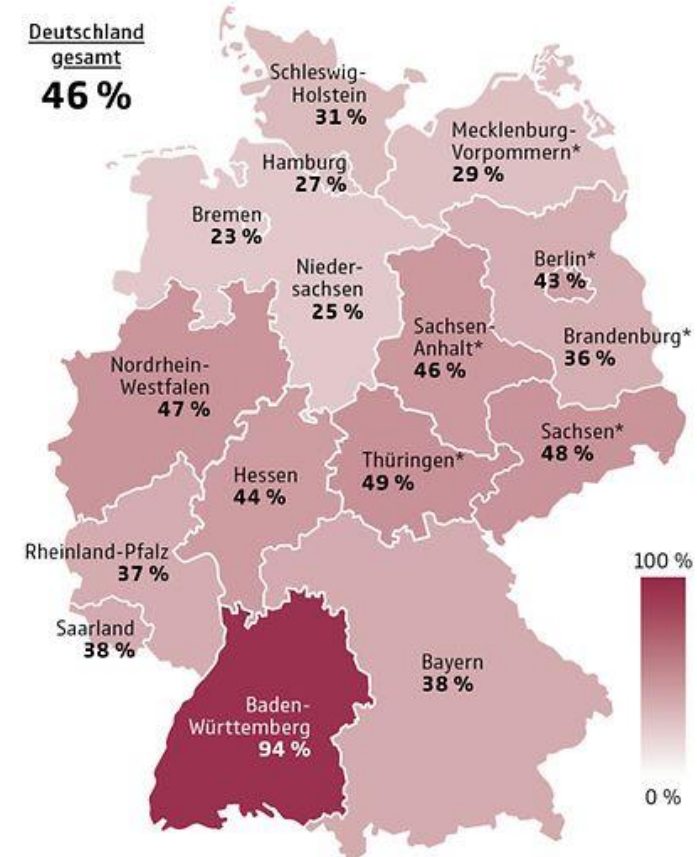 Deutschland
gesamt
46 %
Schleswig-
Holstein
31 %
Mecklenburg-
Vorpommern*
29 %
Hamburg
27 %
Bremen
23 %
Nieder-
sachsen
25 %
Berlin*
43 %
Brandenburg*
36 %
Sachsen-
Anhalt*
46 %
Nordrhein-
Westfalen
47 %
Sachsen*
48 %
Thüringen*
49 %
Hessen
44 %
Rheinland-Pfalz
37 %
Saarland
38 %
Bayern
38 %
Baden-
Württemberg
94 %
100 %
0 %